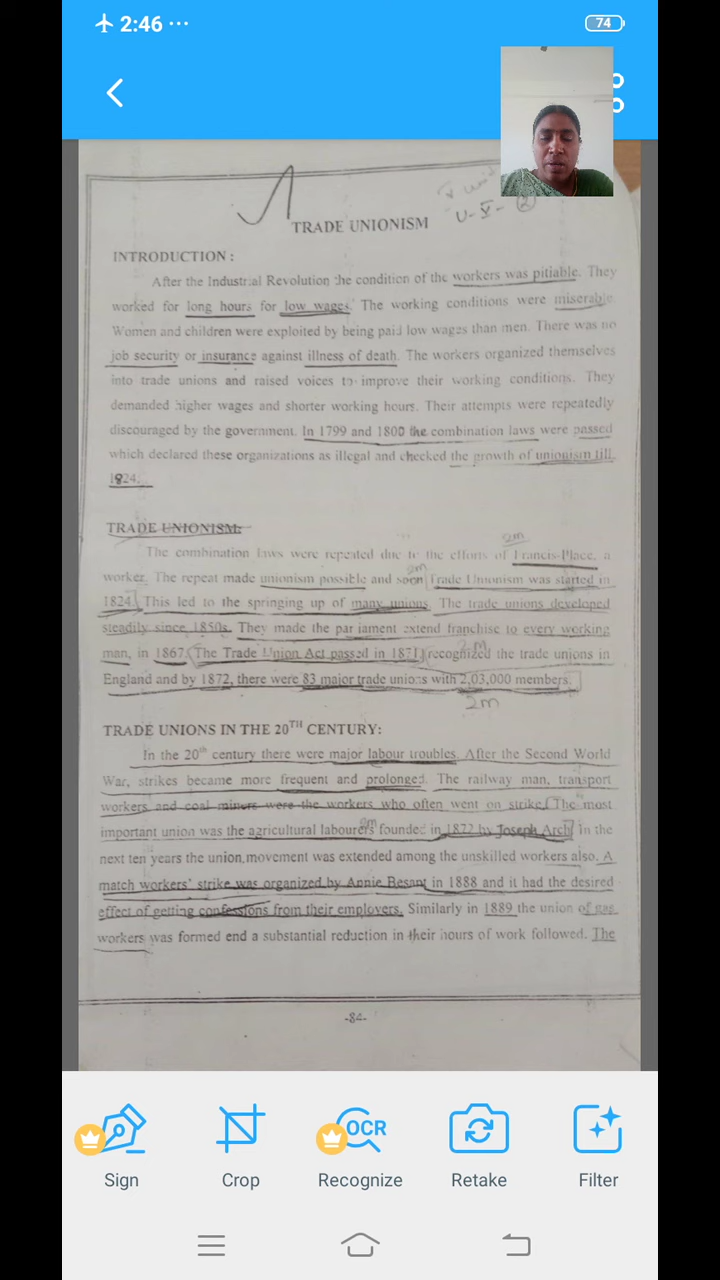 2:46 ...
74
U-V- 2
TRADE UNIONISM
INTRODUCTION :
After the Industrial Revolution the condition of the workers was pitiable. They
worked for long hours for low wages. The working conditions were miserable.
Women and children were exploited by being paid low wages than men. There was no
job security or insurance against illness of death. The workers organized themselves
into trade unions and raised voices to improve their working conditions. They
demanded higher wages and shorter working hours. Their attempts were repeatedly
discouraged by the government. In 1799 and 1800 the combination laws were passed
which declared these organizations as illegal and checked the growth of unionism till
1824.
TRADE UNIONISM:
2m
The combination laws were repeated due to the efforts of Francis-Place, a
2m
worker. The repeat made unionism possible and soon Trade Unionism was started in
1824. This led to the springing up of many unions. The trade unions developed
steadily since 1850s. They made the parliament extend franchise to every working
man, in 1867. The Trade Union Act passed in 1871 recognized the trade unions in
England and by 1872, there were 83 major trade unions with 2,03,000 members.
2m
TRADE UNIONS IN THE 20TH CENTURY:
In the 20th century there were major labour troubles. After the Second World
War, strikes became more frequent and prolonged. The railway man, transport
workers and coal miners were the workers who often went on strike. The most
important union was the agricultural labourers founded in 1872 by Joseph Arch. In the
next ten years the union movement was extended among the unskilled workers also. A
match workers' strike was organized by Annie Besant in 1888 and it had the desired
effect of getting confessions from their employers. Similarly in 1889 the union of gas
workers was formed end a substantial reduction in their hours of work followed. The
-84-
Sign
Crop
OCR
Recognize
Retake
Filter